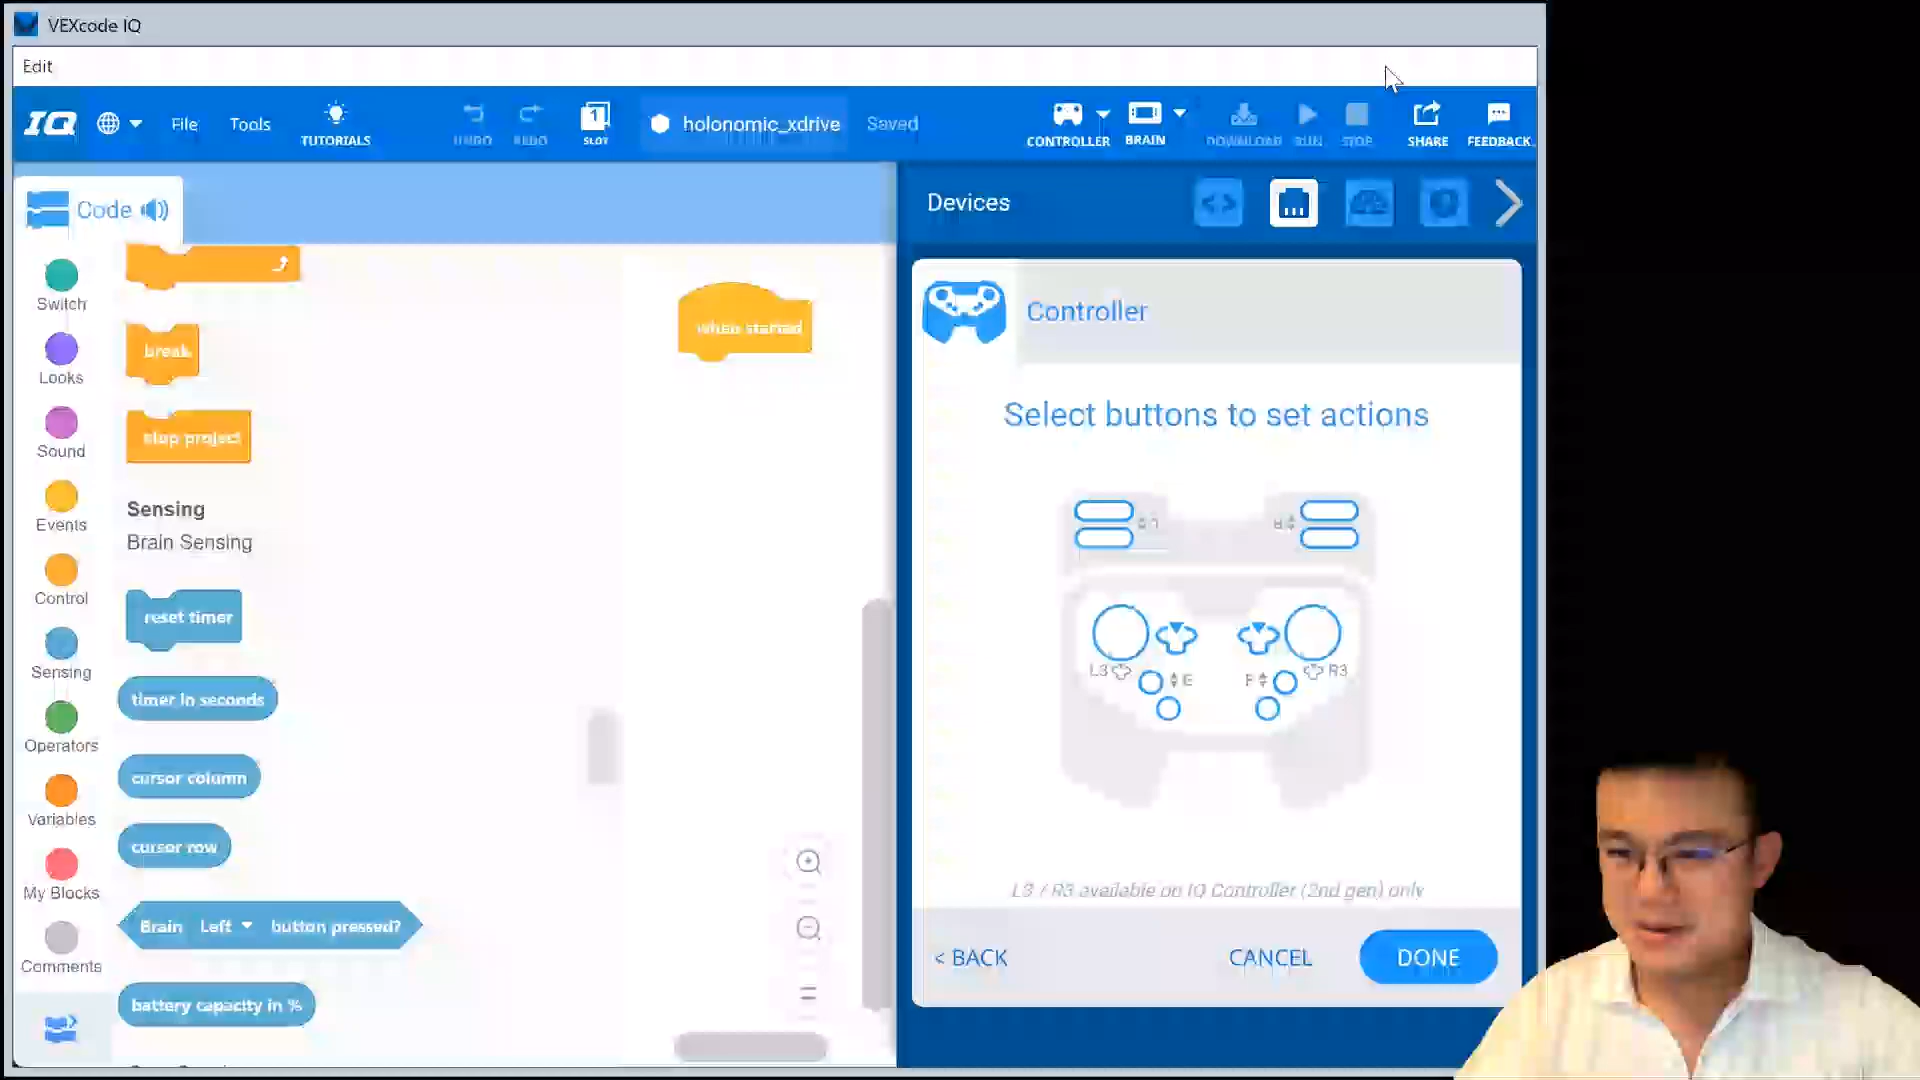 VEXcode IQ
Edit
IQ
File
Tools
TUTORIALS
UNDO
REDO
1
SLOT
holonomic_xdrive
Saved
CONTROLLER
BRAIN
DOWNLOAD
RUN
STOP
SHARE
FEEDBACK
Code
Devices
Switch
Looks
Sound
Events
Control
Sensing
Operators
Variables
My Blocks
Comments
break
stop project
Sensing
Brain Sensing
reset timer
timer in seconds
cursor column
cursor row
Brain Left button pressed?
battery capacity in %
when started
Controller
Select buttons to set actions
L
R
L3
R3
E
F
L3 / R3 available on IQ Controller (2nd gen) only
< BACK
CANCEL
DONE